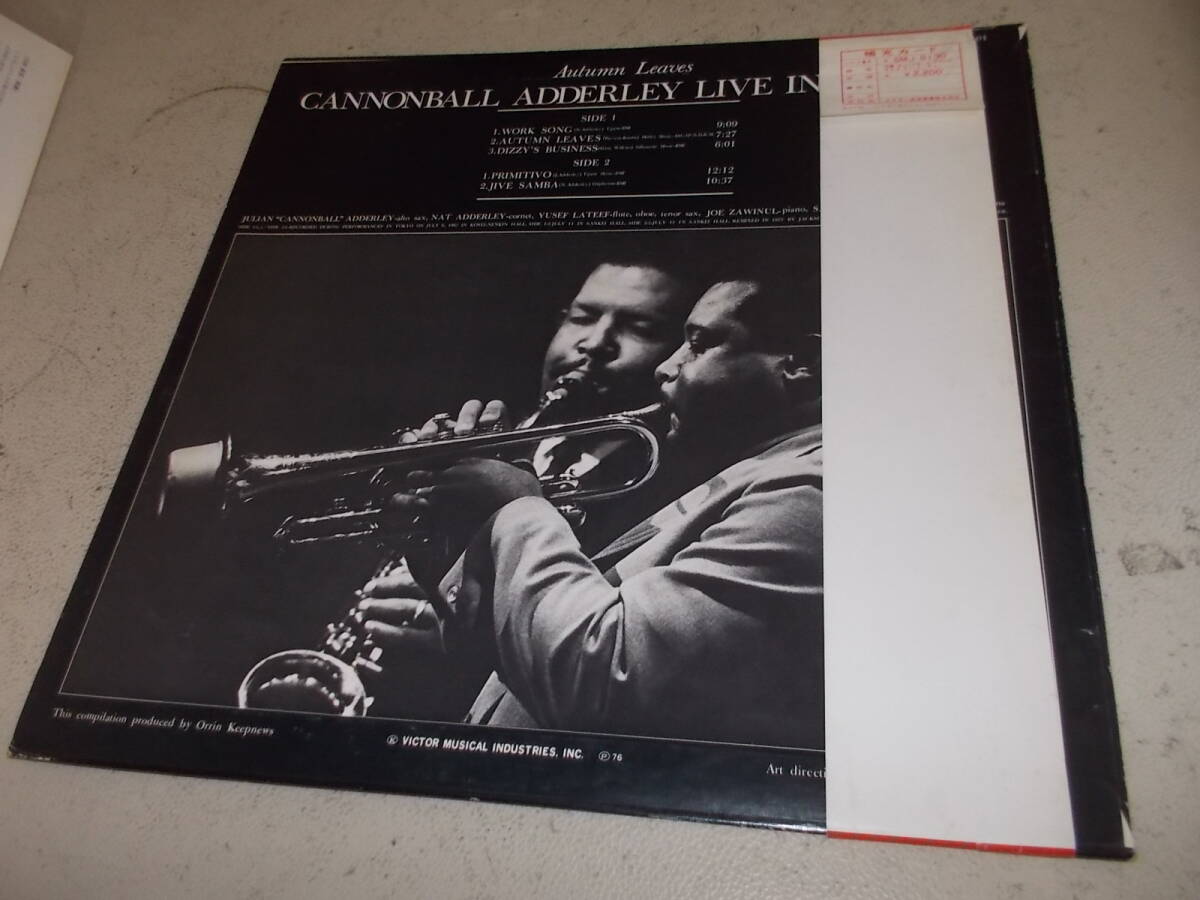 Autumn Leaves
CANNONBALL ADDERLEY LIVE IN
SIDE 1
1. WORK SONG 9:09
2. AUTUMN LEAVES 7:27
3. DIZZY'S BUSINESS 6:01
SIDE 2
1. PRIMITIVO 12:12
2. JIVE SAMBA 10:37
JULIAN "CANNONBALL" ADDERLEY-alto sax, NAT ADDERLEY-cornet, YUSEF LATEEF-flute, oboe, tenor sax, JOE ZAWINUL-piano, S
This compilation produced by Orrin Keepnews
VICTOR MUSICAL INDUSTRIES, INC. Ⓟ 76
Art directi
¥2,200